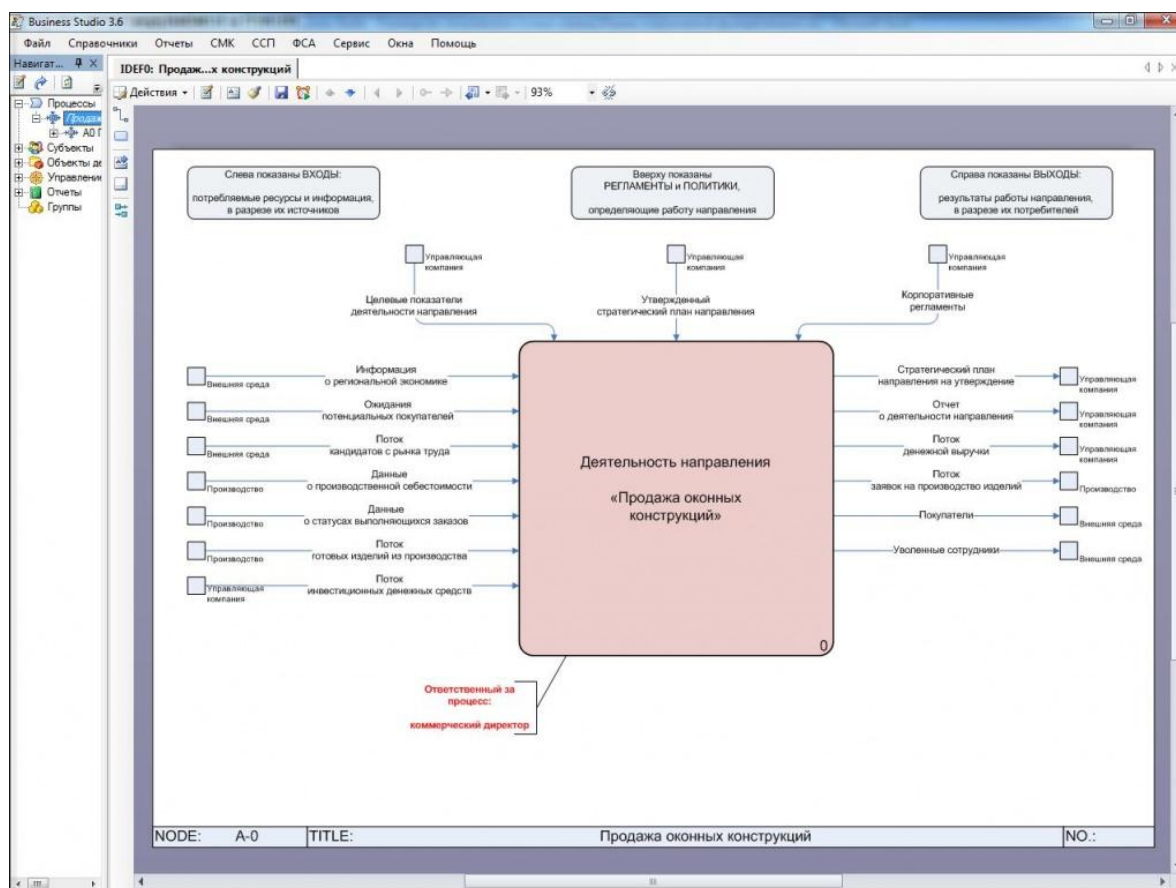 Business Studio 3.6
Файл Справочники Отчеты СМК ССП ФСА Сервис Окна Помощь
Навигат...
IDEF0: Продаж...х конструкций
Действия
93%
Процессы
Продаж
A0 Г
Субъекты
Объекты де
Управление
Отчеты
Группы
Слева показаны ВХОДЫ:
потребляемые ресурсы и информация,
в разрезе их источников
Вверху показаны
РЕГЛАМЕНТЫ и ПОЛИТИКИ,
определяющие работу направления
Справа показаны ВЫХОДЫ:
результаты работы направления,
в разрезе их потребителей
Управляющая
компания
Управляющая
компания
Управляющая
компания
Целевые показатели
деятельности направления
Утвержденный
стратегический план направления
Корпоративные
регламенты
Внешняя среда
Информация
о региональной экономике
Внешняя среда
Ожидания
потенциальных покупателей
Внешняя среда
Поток
кандидатов с рынка труда
Производство
Данные
о производственной себестоимости
Производство
Данные
о статусах выполняющихся заказов
Производство
Поток
готовых изделий из производства
Управляющая
компания
Поток
инвестиционных денежных средств
Деятельность направления
«Продажа оконных
конструкций»
0
Стратегический план
направления на утверждение
Управляющая
компания
Отчет
о деятельности направления
Управляющая
компания
Поток
денежной выручки
Управляющая
компания
Поток
заявок на производство изделий
Производство
Покупатели
Внешняя среда
Уволенные сотрудники
Внешняя среда
Ответственный за
процесс:
коммерческий директор
NODE: A-0 TITLE: Продажа оконных конструкций NO.: